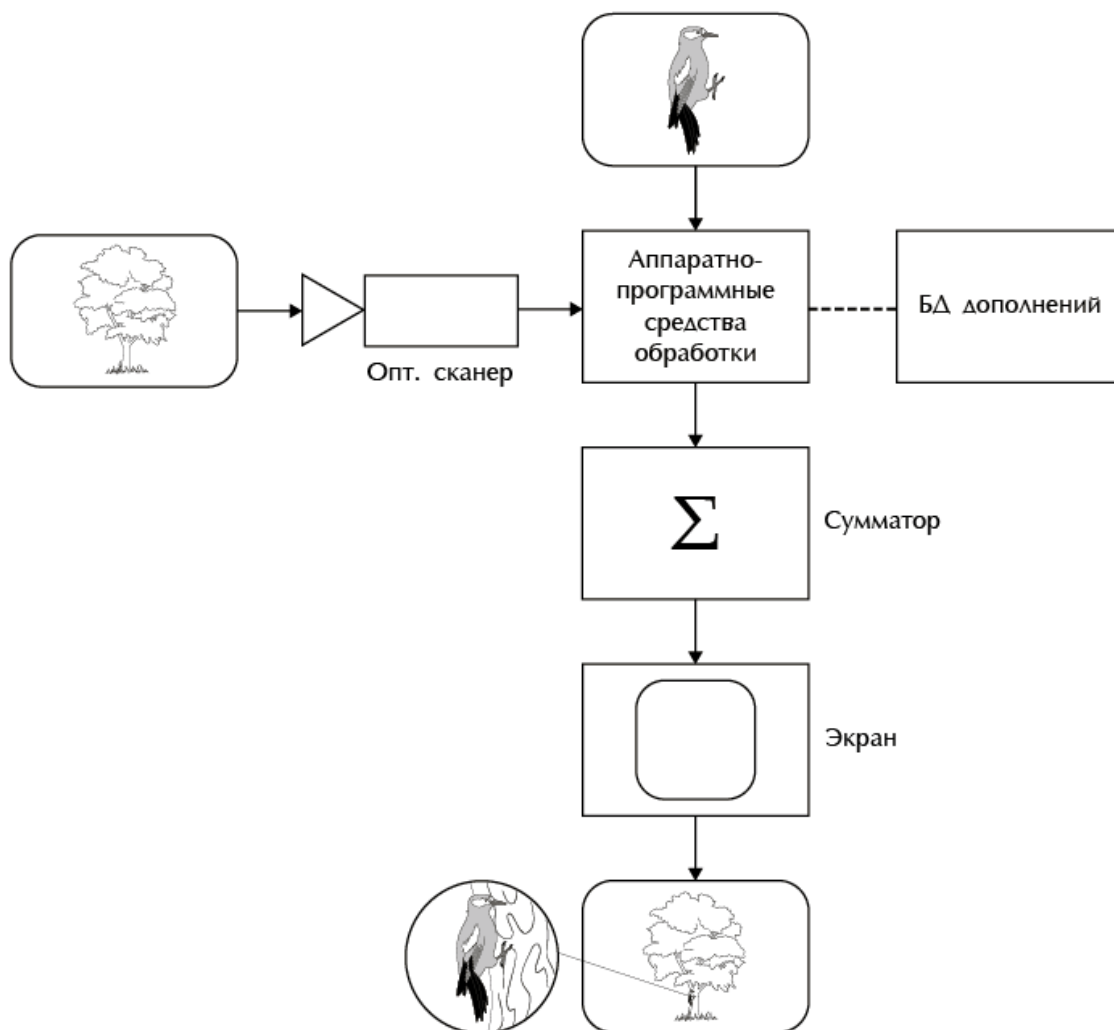 Аппаратно-
программные
средства
обработки
БД дополнений
Опт. сканер
Σ
Сумматор
Экран